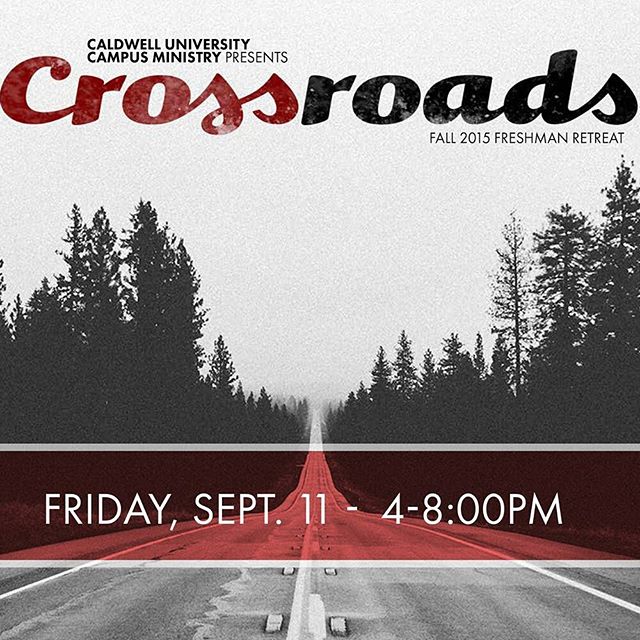 CALDWELL UNIVERSITY
CAMPUS MINISTRY PRESENTS
Crossroads
FALL 2015 FRESHMAN RETREAT
FRIDAY, SEPT. 11 - 4-8:00PM